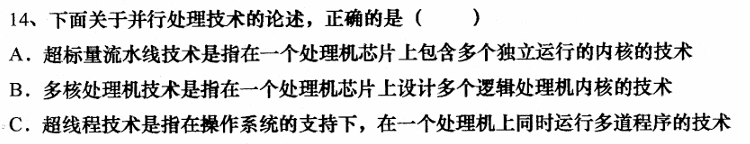 14、下面关于并行处理技术的论述，正确的是（　　）
A．超标量流水线技术是指在一个处理机芯片上包含多个独立运行的内核的技术
B．多核处理机技术是指在一个处理机芯片上设计多个逻辑处理机内核的技术
C．超线程技术是指在操作系统的支持下，在一个处理机上同时运行多道程序的技术